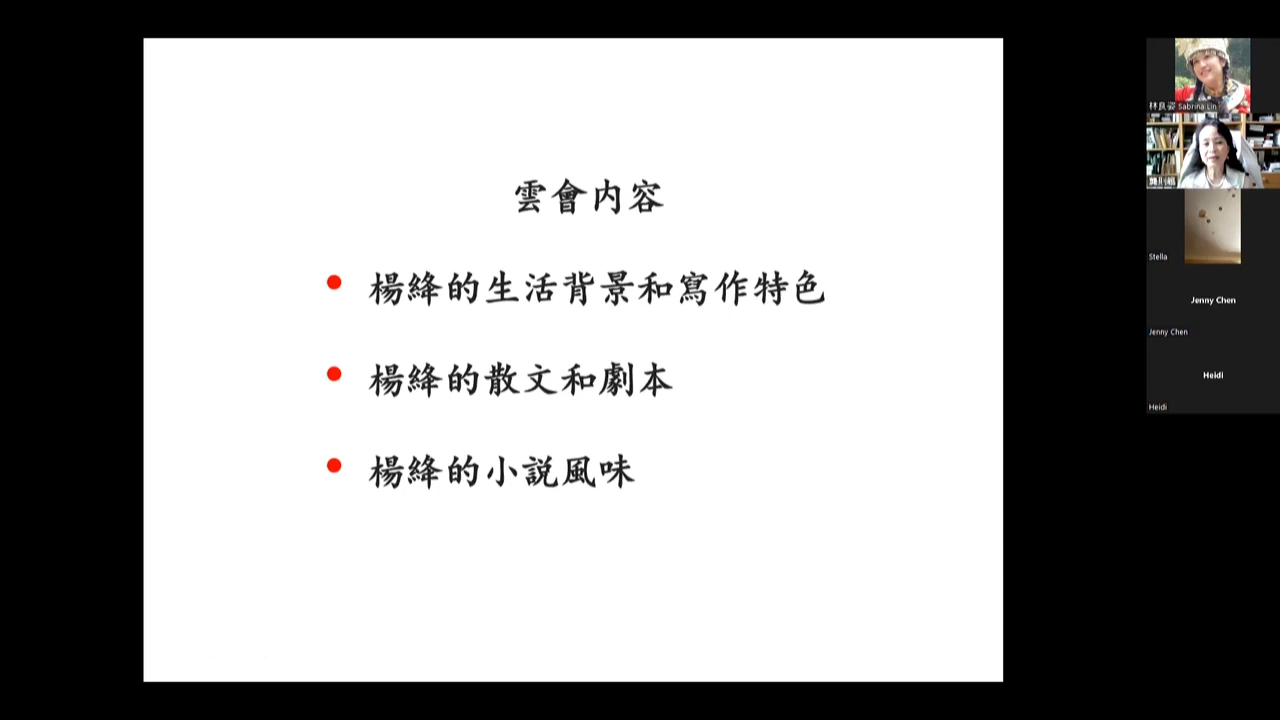 雲會内容
楊絳的生活背景和寫作特色
楊絳的散文和劇本
楊絳的小説風味
林良姿 Sabrina Lin
Stella
Jenny Chen
Jenny Chen
Heidi
Heidi